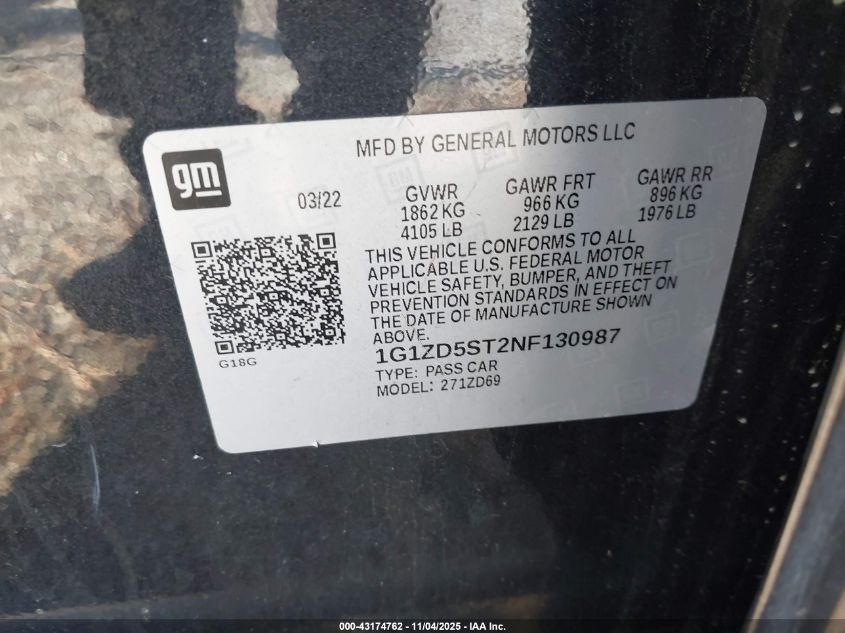 MFD BY GENERAL MOTORS LLC
gm
03/22
GVWR GAWR FRT GAWR RR
1862 KG 966 KG 896 KG
4105 LB 2129 LB 1976 LB
THIS VEHICLE CONFORMS TO ALL
APPLICABLE U.S. FEDERAL MOTOR
VEHICLE SAFETY, BUMPER, AND THEFT
PREVENTION STANDARDS IN EFFECT ON
THE DATE OF MANUFACTURE SHOWN
ABOVE.
1G1ZD5ST2NF130987
TYPE: PASS CAR
MODEL: 271ZD69
G18G
000-43174762 - 11/04/2025 - IAA Inc.